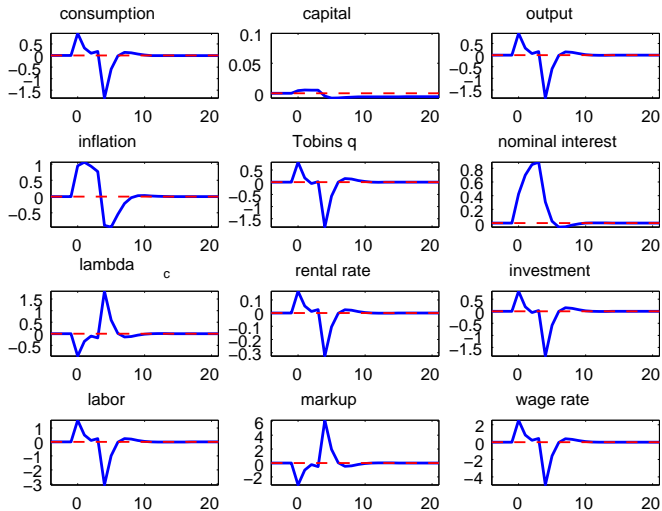 consumption capital output
0.5 0.1 0.5
0 0.05 0
−0.5 −0.5
−1 −1
−1.5 0 −1.5
0 10 20 0 10 20 0 10 20
inflation Tobins q nominal interest
1 0.5 0.8
0.5 0 0.6
0 −0.5 0.4
−0.5 −1 0.2
−1.5 0
0 10 20 0 10 20 0 10 20
lambda c rental rate investment
1.5 0.1 0.5
1 0 0
0.5 −0.1 −0.5
0 −0.2 −1
−0.5 −0.3 −1.5
0 10 20 0 10 20 0 10 20
labor markup wage rate
1 6 2
0 4 0
−1 2 −2
−2 0 −4
−3 −2
0 10 20 0 10 20 0 10 20